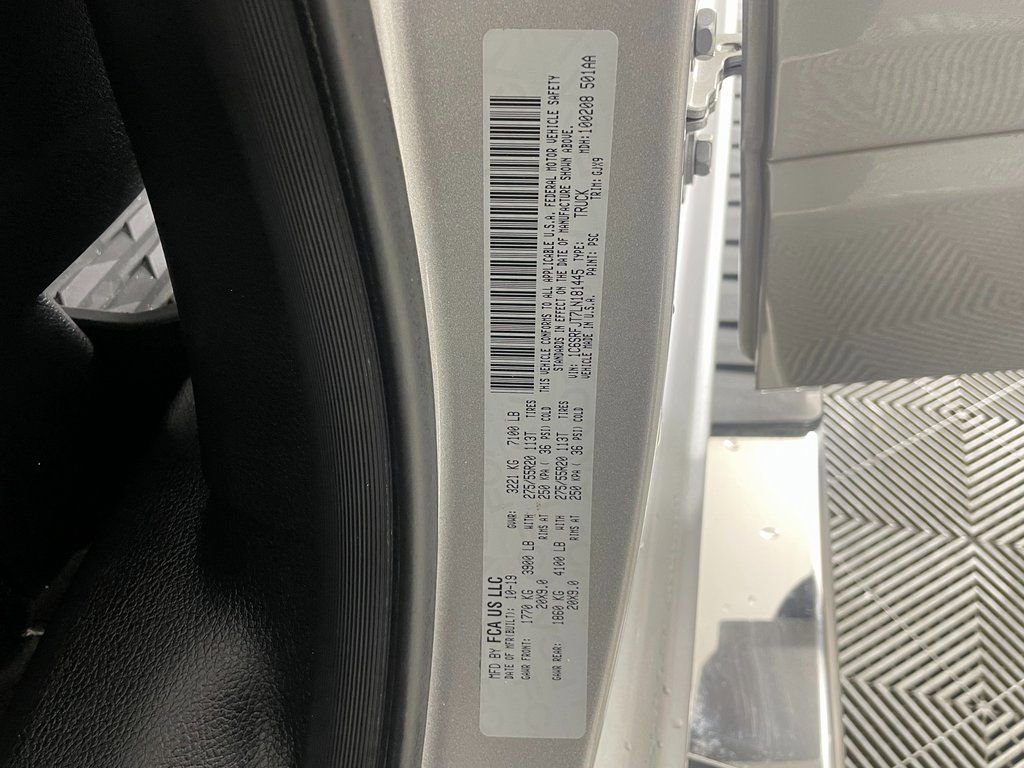 MFD BY FCA US LLC
DATE OF MFR(BUILT): 10-19 GVWR: 3221 KG 7100 LB
GAWR FRONT: 1770 KG 3900 LB WITH 275/55R20 113T TIRES
20X9.0 RIMS AT 250 KPA ( 36 PSI) COLD
GAWR REAR: 1860 KG 4100 LB WITH 275/55R20 113T TIRES
20X9.0 RIMS AT 250 KPA ( 36 PSI) COLD
THIS VEHICLE CONFORMS TO ALL APPLICABLE U.S.A. FEDERAL MOTOR VEHICLE SAFETY
STANDARDS IN EFFECT ON THE DATE OF MANUFACTURE SHOWN ABOVE.
VIN: 1C6SRFJT7LN181445 TYPE: TRUCK MDH:100208 501AA
VEHICLE MADE IN U.S.A. PAINT: PSC TRIM: GJX9